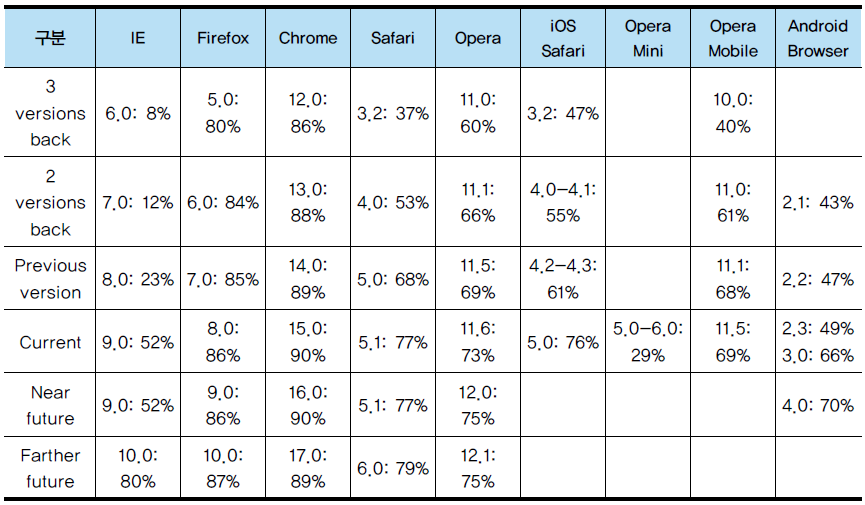 구분 IE Firefox Chrome Safari Opera iOS Safari Opera Mini Opera Mobile Android Browser
3 versions back 6.0: 8% 5.0: 80% 12.0: 86% 3.2: 37% 11.0: 60% 3.2: 47% 10.0: 40%
2 versions back 7.0: 12% 6.0: 84% 13.0: 88% 4.0: 53% 11.1: 66% 4.0-4.1: 55% 11.0: 61% 2.1: 43%
Previous version 8.0: 23% 7.0: 85% 14.0: 89% 5.0: 68% 11.5: 69% 4.2-4.3: 61% 11.1: 68% 2.2: 47%
Current 9.0: 52% 8.0: 86% 15.0: 90% 5.1: 77% 11.6: 73% 5.0: 76% 5.0-6.0: 29% 11.5: 69% 2.3: 49% 3.0: 66%
Near future 9.0: 52% 9.0: 86% 16.0: 90% 5.1: 77% 12.0: 75% 4.0: 70%
Farther future 10.0: 80% 10.0: 87% 17.0: 89% 6.0: 79% 12.1: 75%